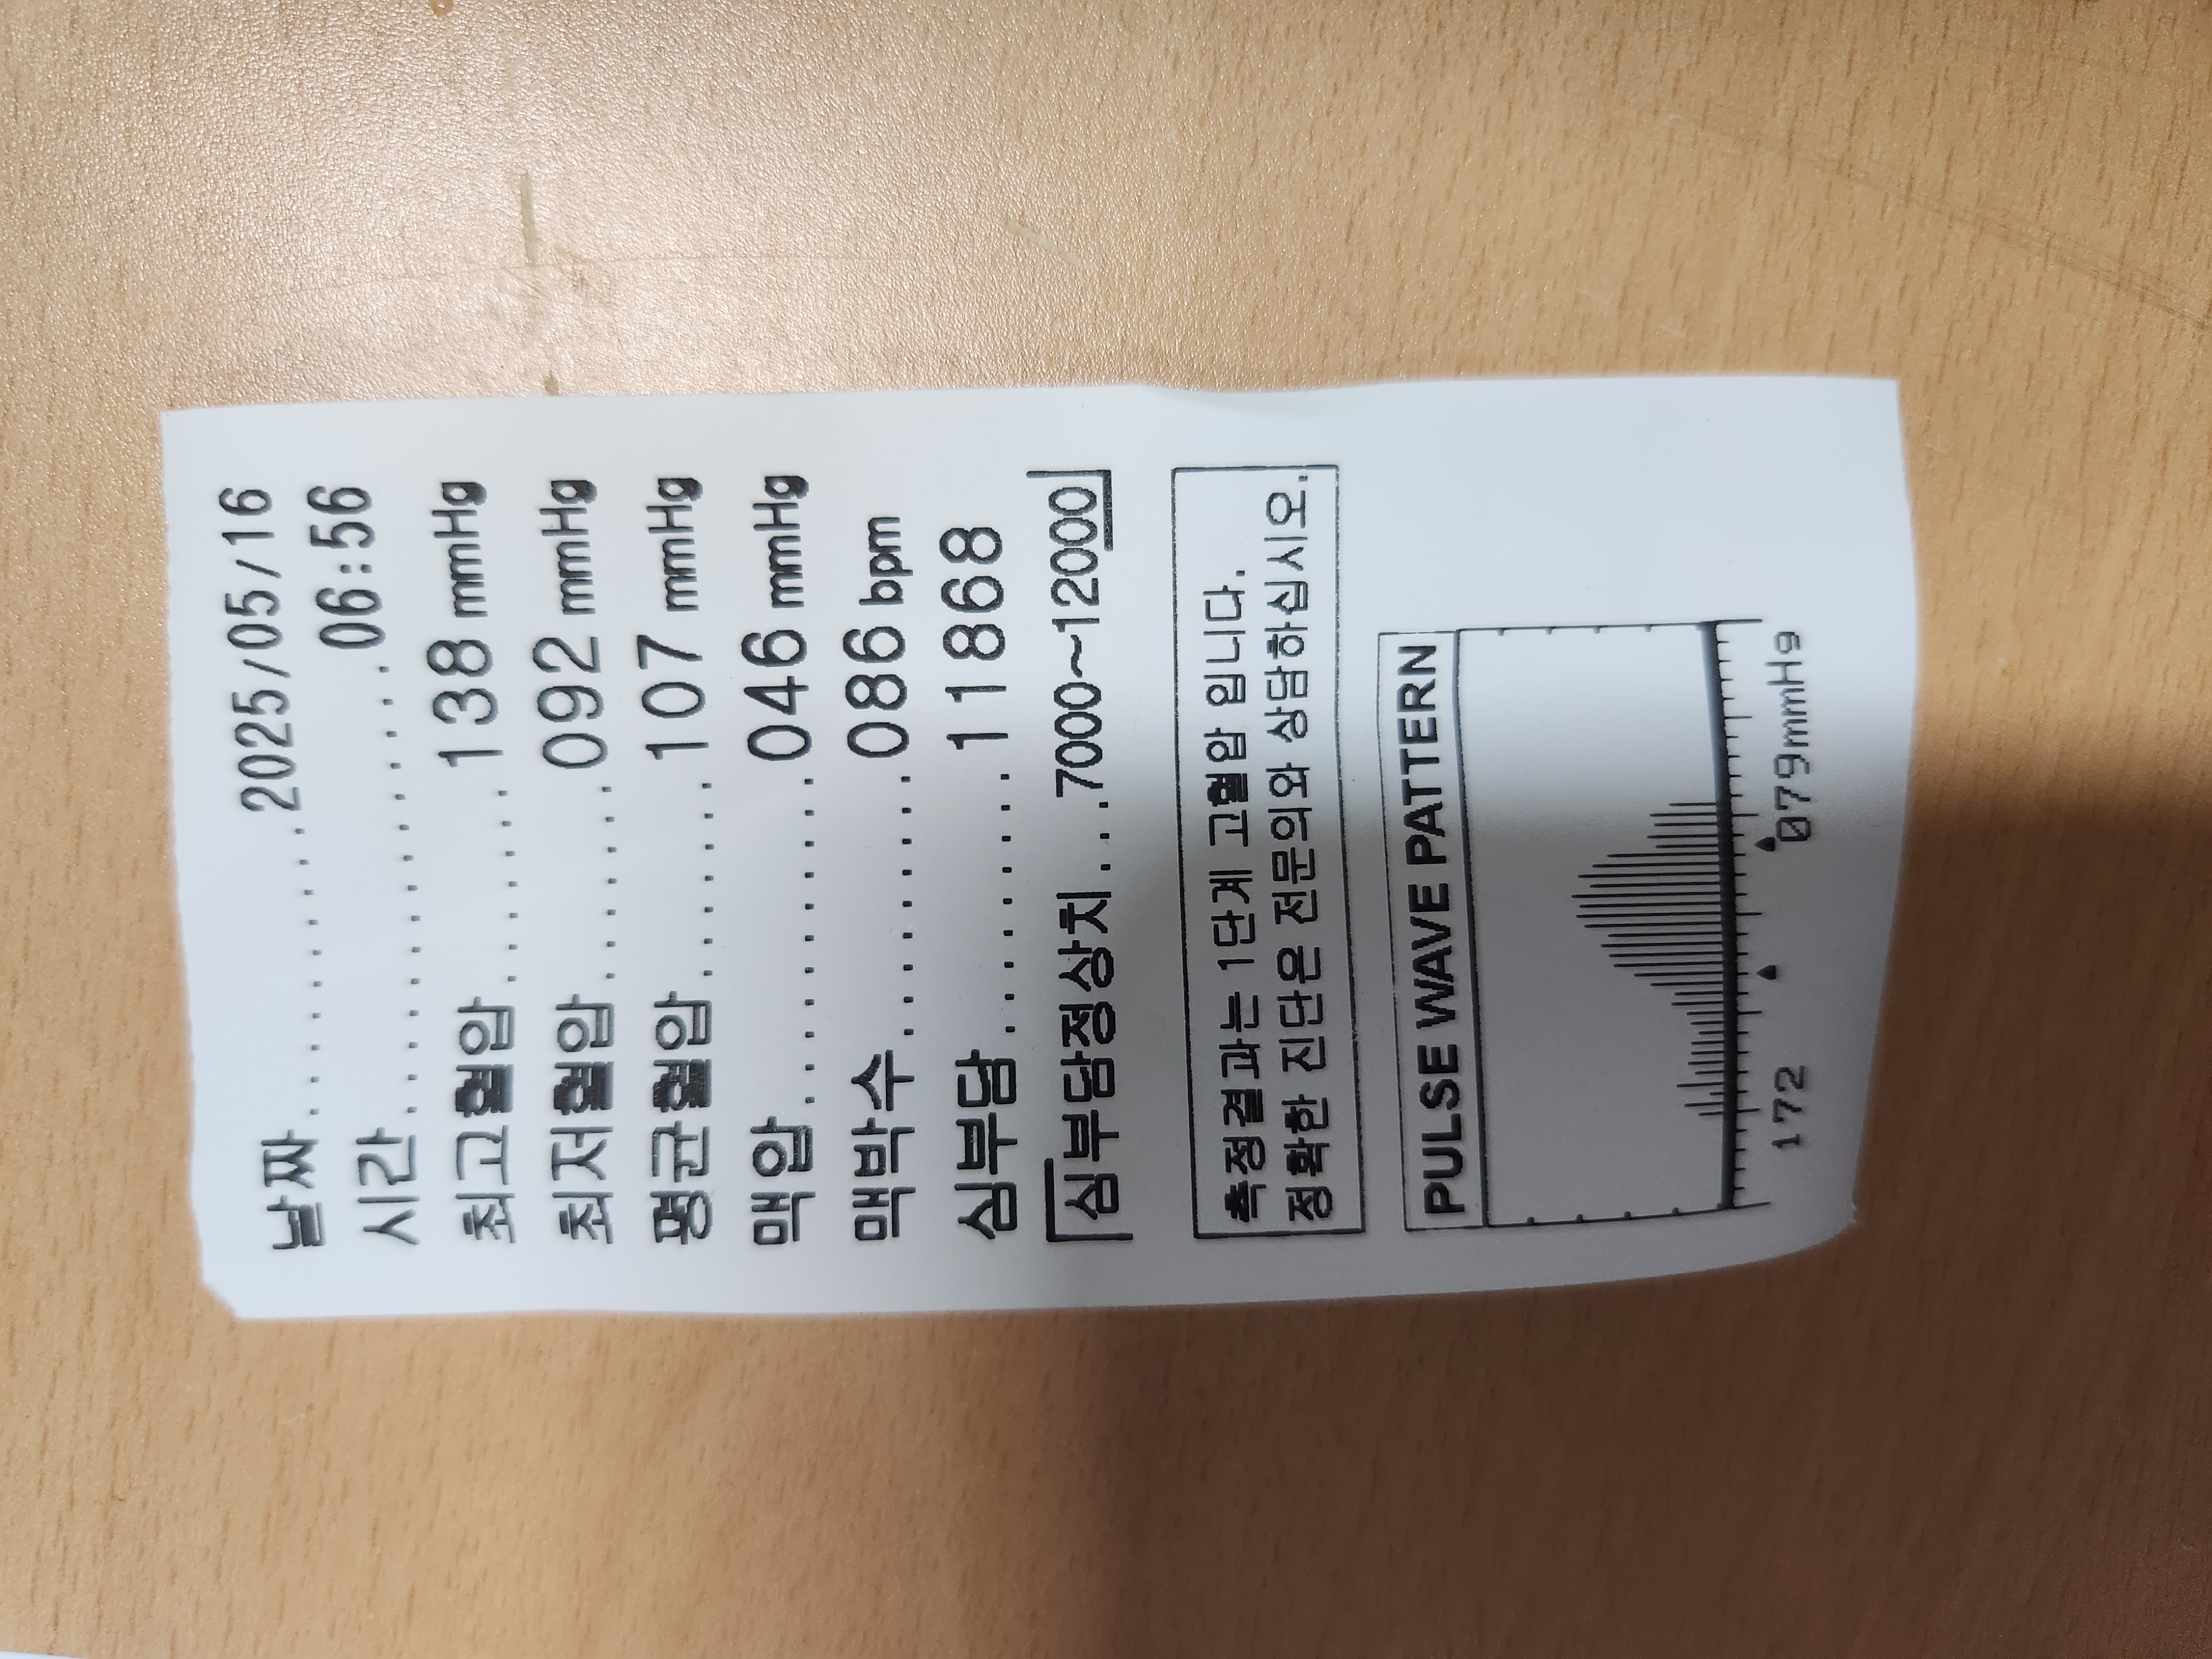 날짜.................2025/05/16
시간....................06:56
최고혈압............138 mmHg
최저혈압............092 mmHg
평균혈압............107 mmHg
맥압................046 mmHg
맥박수..............086 bpm
심부담..............11868
심부담정상치...7000~12000
측정결과는 1단계 고혈압 입니다.
정확한 진단은 전문의와 상담하십시오.
PULSE WAVE PATTERN
172 079mmHg